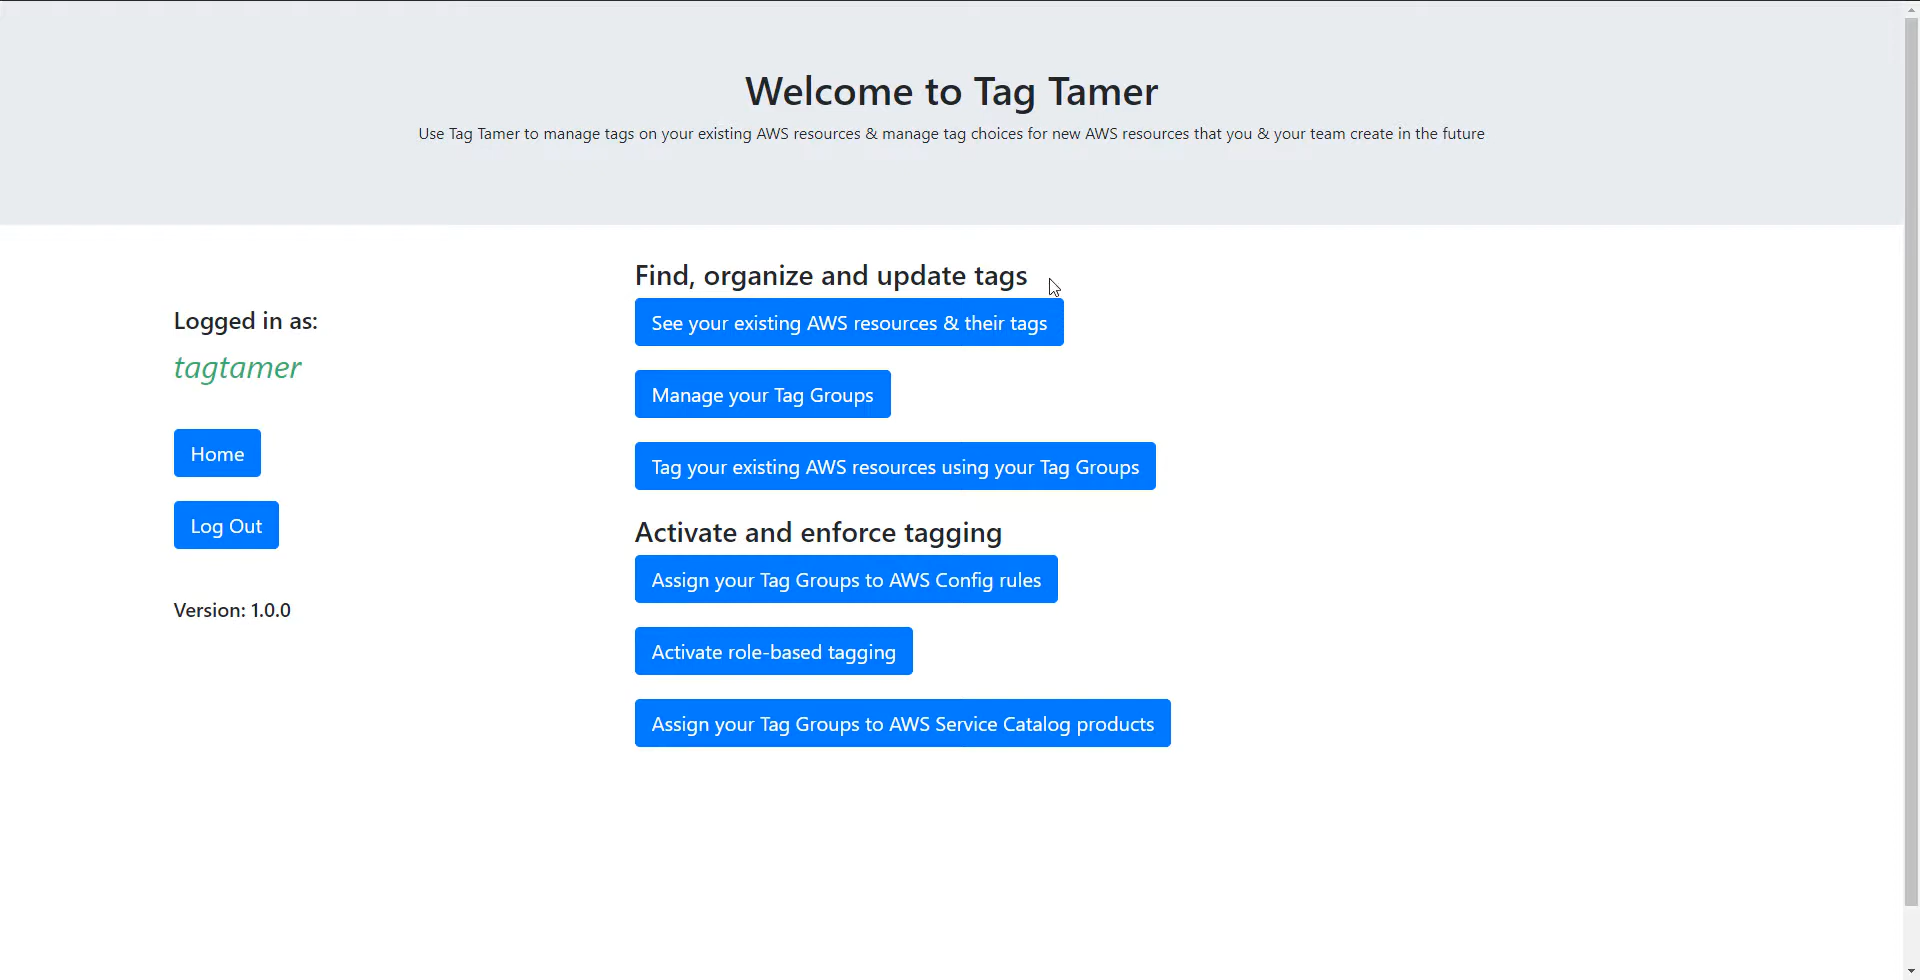 Welcome to Tag Tamer
Use Tag Tamer to manage tags on your existing AWS resources & manage tag choices for new AWS resources that you & your team create in the future
Logged in as:
tagtamer
Home
Log Out
Version: 1.0.0
Find, organize and update tags
See your existing AWS resources & their tags
Manage your Tag Groups
Tag your existing AWS resources using your Tag Groups
Activate and enforce tagging
Assign your Tag Groups to AWS Config rules
Activate role-based tagging
Assign your Tag Groups to AWS Service Catalog products